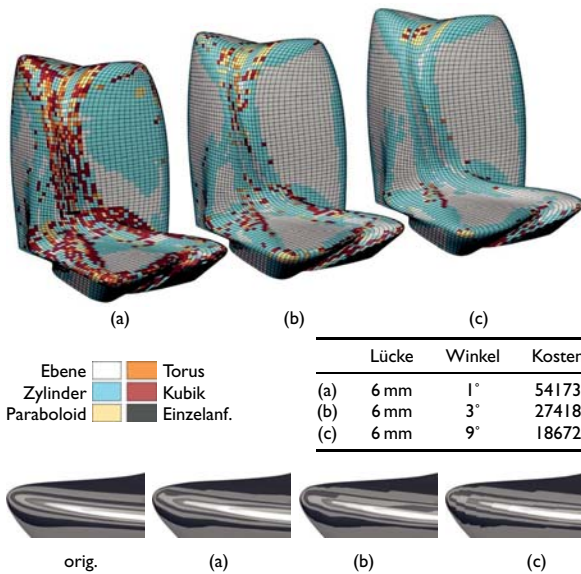 (a) (b) (c)
Ebene Torus
Zylinder Kubik
Paraboloid Einzelanf.
Lücke Winkel Kosten
(a) 6 mm 1° 54173
(b) 6 mm 3° 27418
(c) 6 mm 9° 18672
orig. (a) (b) (c)